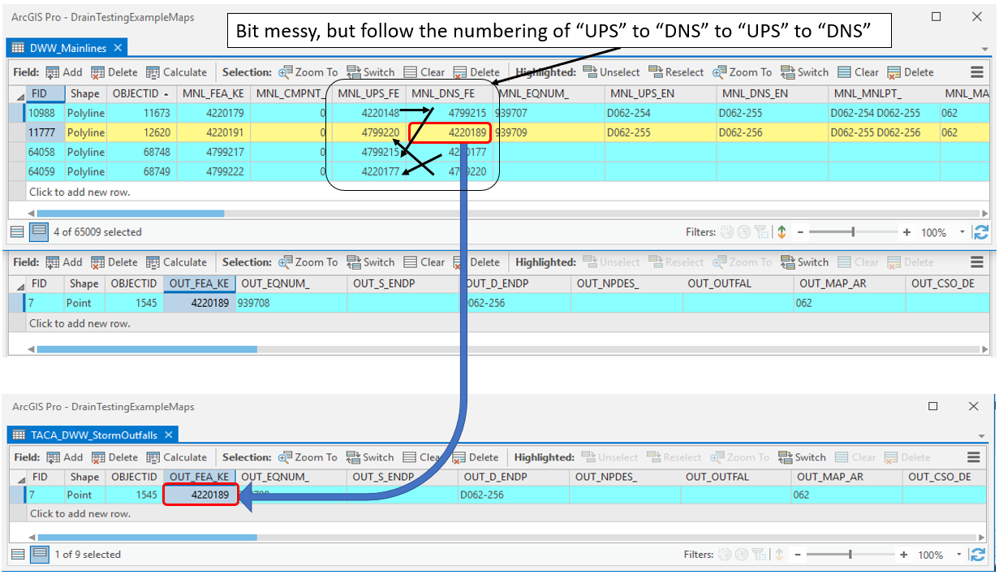 ArcGIS Pro - DrainTestingExampleMaps
Bit messy, but follow the numbering of “UPS” to “DNS” to “UPS” to “DNS”
DWW_Mainlines
Field: Add Delete Calculate Selection: Zoom To Switch Clear Delete Highlighted: Unselect Reselect Zoom To Switch Clear Delete
FID Shape OBJECTID MNL_FEA_KE MNL_CMPNT_ MNL_UPS_FE MNL_DNS_FE MNL_EQNUM_ MNL_UPS_EN MNL_DNS_EN MNL_MNLPT_ MNL_MA
10988 Polyline 11673 4220179 0 4220148 4799215 939707 D062-254 D062-255 D062-254 D062-255 062
11777 Polyline 12620 4220191 0 4799220 4220189 939709 D062-255 D062-256 D062-255 D062-256 062
64058 Polyline 68748 4799217 0 4799215 4220177
64059 Polyline 68749 4799222 0 4220177 4799220
Click to add new row.
4 of 65009 selected Filters: - + 100%
Field: Add Delete Calculate Selection: Zoom To Switch Clear Delete Highlighted: Unselect Reselect Zoom To Switch Clear Delete
FID Shape OBJECTID OUT_FEA_KE OUT_EQNUM_ OUT_S_ENDP OUT_D_ENDP OUT_NPDES_ OUT_OUTFAL OUT_MAP_AR OUT_CSO_DE
7 Point 1545 4220189 939708 D062-256 062
Click to add new row.
ArcGIS Pro - DrainTestingExampleMaps
TACA_DWW_StormOutfalls
Field: Add Delete Calculate Selection: Zoom To Switch Clear Delete Highlighted: Unselect Reselect Zoom To Switch Clear Delete
FID Shape OBJECTID OUT_FEA_KE OUT_EQNUM_ OUT_S_ENDP OUT_D_ENDP OUT_NPDES_ OUT_OUTFAL OUT_MAP_AR OUT_CSO_DE
7 Point 1545 4220189 D062-256 062
Click to add new row.
1 of 9 selected Filters: - + 100%